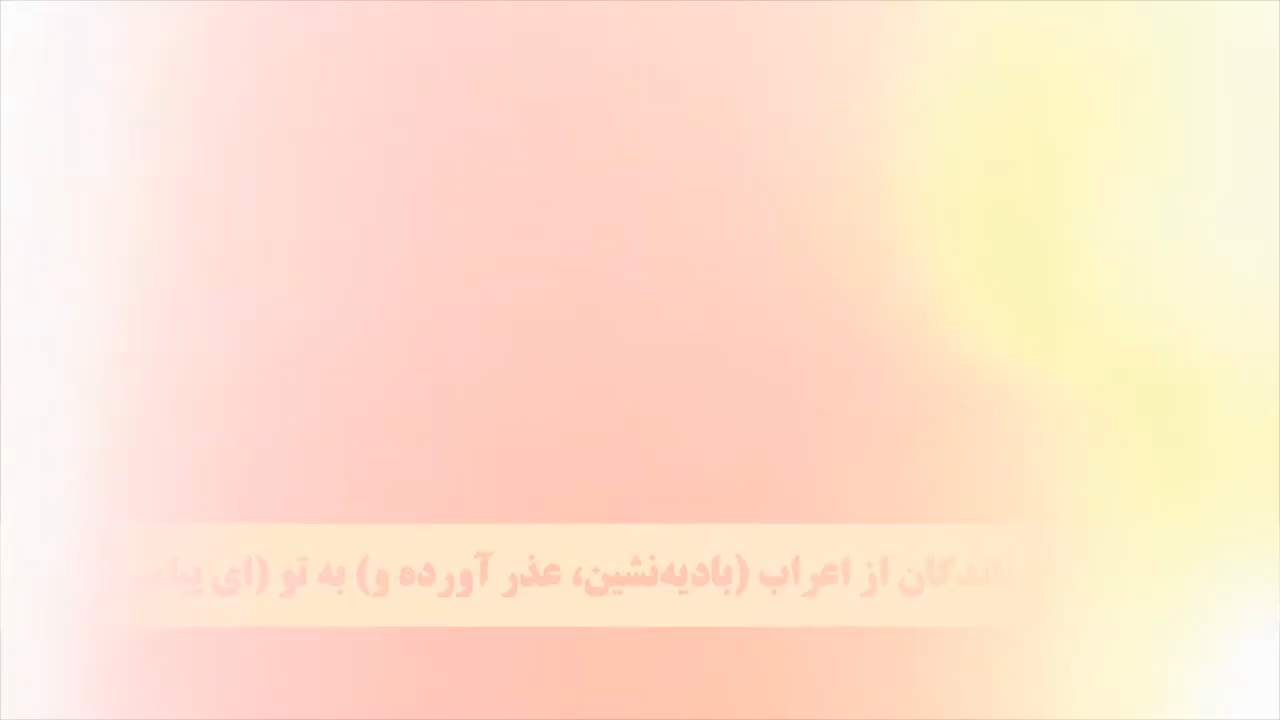 از اعراب (بادیه‌نشین، عذر آورده و) به تو (ای